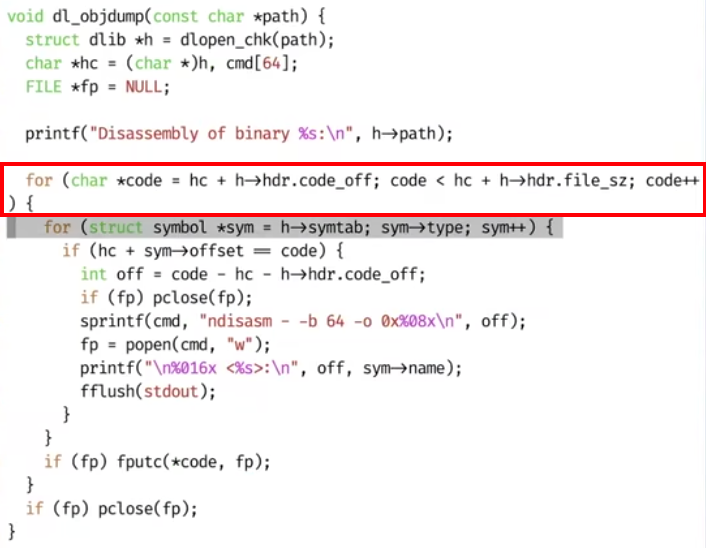 void dl_objdump(const char *path) {
  struct dlib *h = dlopen_chk(path);
  char *hc = (char *)h, cmd[64];
  FILE *fp = NULL;

  printf("Disassembly of binary %s:\n", h→path);

  for (char *code = hc + h→hdr.code_off; code < hc + h→hdr.file_sz; code++
) {
    for (struct symbol *sym = h→symtab; sym→type; sym++) {
      if (hc + sym→offset == code) {
        int off = code - hc - h→hdr.code_off;
        if (fp) pclose(fp);
        sprintf(cmd, "ndisasm - -b 64 -o 0x%08x\n", off);
        fp = popen(cmd, "w");
        printf("\n%016x <%s>:\n", off, sym→name);
        fflush(stdout);
      }
    }
    if (fp) fputc(*code, fp);
  }
  if (fp) pclose(fp);
}